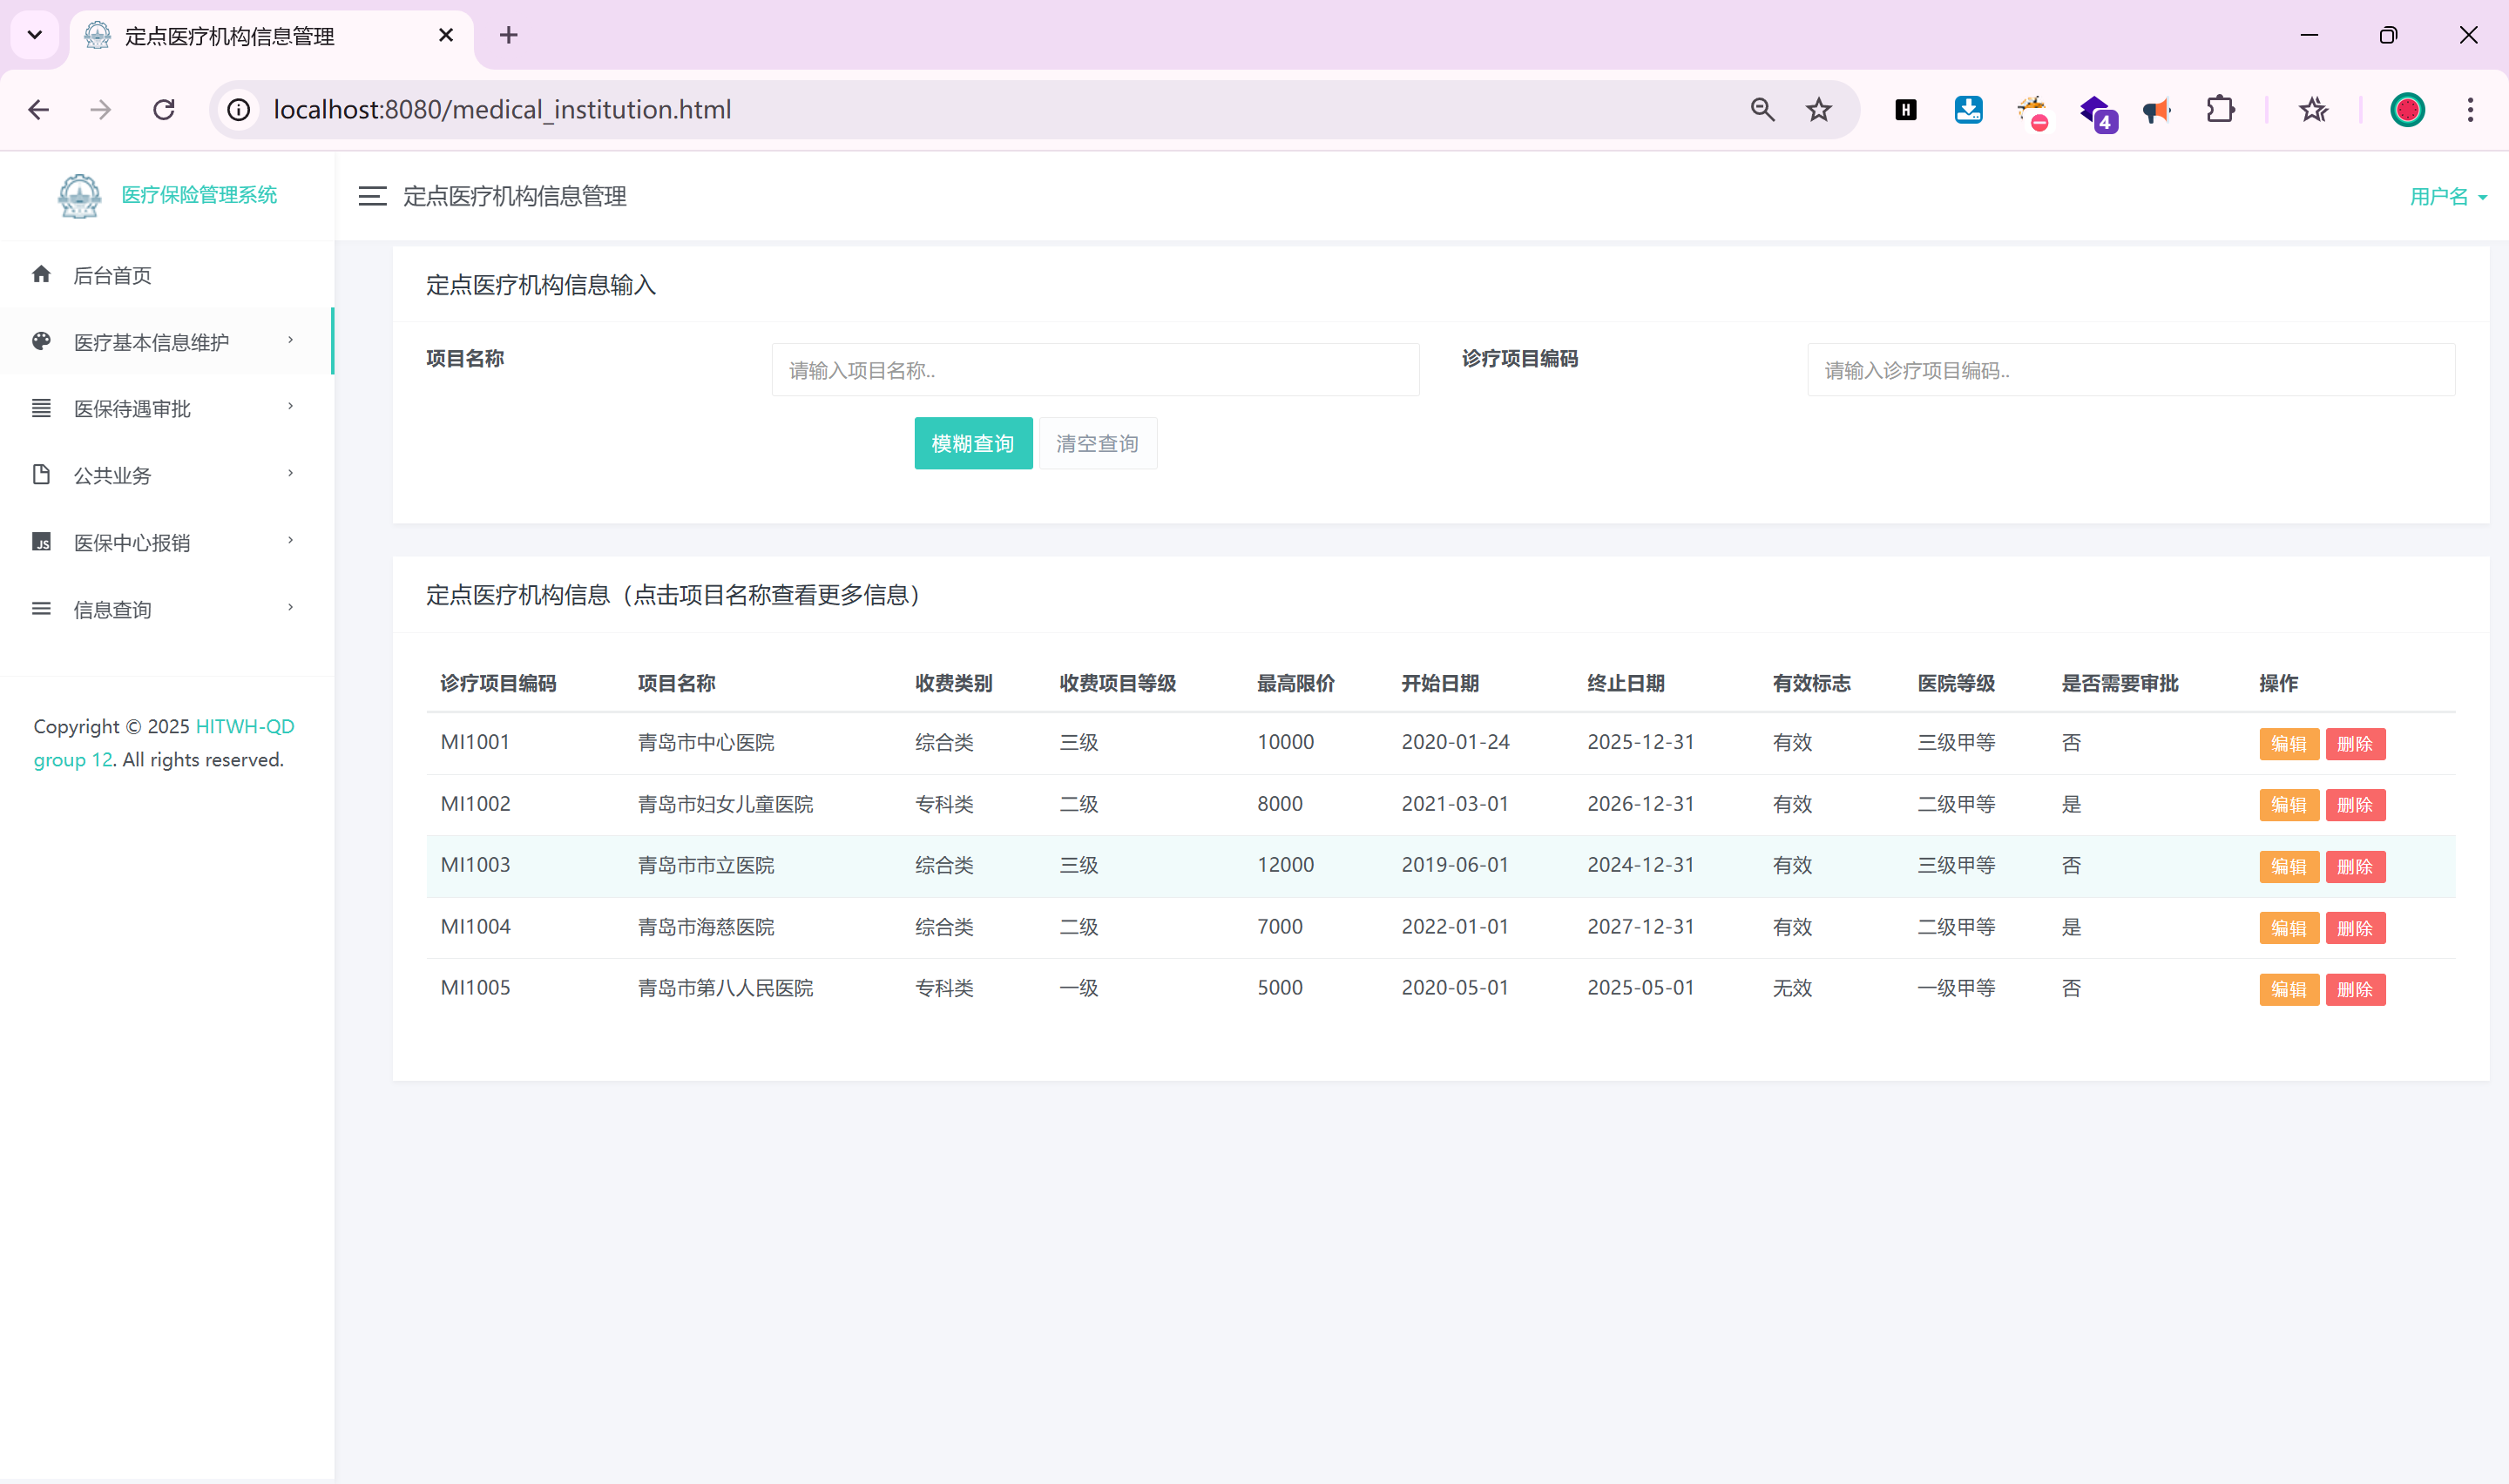 定点医疗机构信息管理
localhost:8080/medical_institution.html
H
4
医疗保险管理系统
定点医疗机构信息管理
用户名
后台首页
医疗基本信息维护
医保待遇审批
公共业务
JS 医保中心报销
信息查询
Copyright © 2025 HITWH-QD
group 12. All rights reserved.
定点医疗机构信息输入
项目名称 请输入项目名称.. 诊疗项目编码 请输入诊疗项目编码..
模糊查询 清空查询
定点医疗机构信息（点击项目名称查看更多信息）
诊疗项目编码 项目名称 收费类别 收费项目等级 最高限价 开始日期 终止日期 有效标志 医院等级 是否需要审批 操作
MI1001 青岛市中心医院 综合类 三级 10000 2020-01-24 2025-12-31 有效 三级甲等 否 编辑 删除
MI1002 青岛市妇女儿童医院 专科类 二级 8000 2021-03-01 2026-12-31 有效 二级甲等 是 编辑 删除
MI1003 青岛市市立医院 综合类 三级 12000 2019-06-01 2024-12-31 有效 三级甲等 否 编辑 删除
MI1004 青岛市海慈医院 综合类 二级 7000 2022-01-01 2027-12-31 有效 二级甲等 是 编辑 删除
MI1005 青岛市第八人民医院 专科类 一级 5000 2020-05-01 2025-05-01 无效 一级甲等 否 编辑 删除